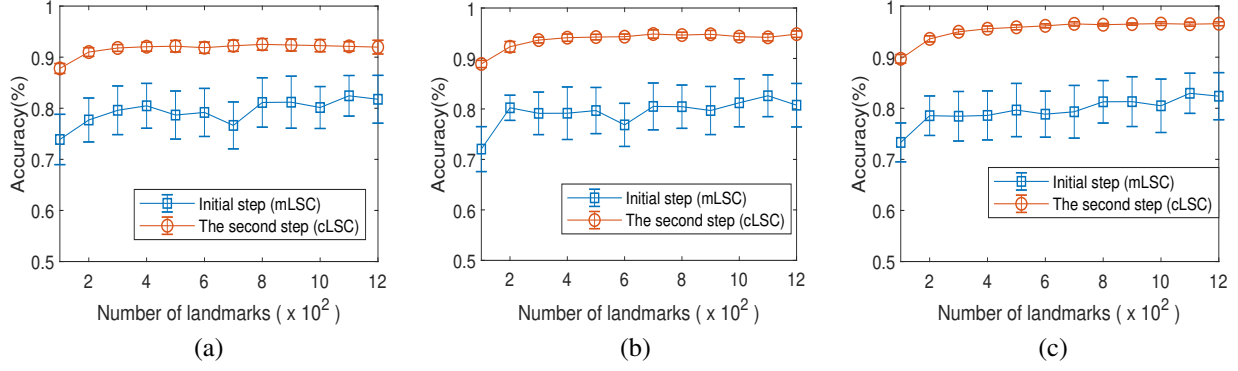 1
0.9
0.8
0.7
0.6
0.5
Accuracy(%)
Initial step (mLSC)
The second step (cLSC)
2 4 6 8 10 12
Number of landmarks ( x 10²)
(a)
1
0.9
0.8
0.7
0.6
0.5
Accuracy(%)
Initial step (mLSC)
The second step (cLSC)
2 4 6 8 10 12
Number of landmarks ( x 10²)
(b)
1
0.9
0.8
0.7
0.6
0.5
Accuracy(%)
Initial step (mLSC)
The second step (cLSC)
2 4 6 8 10 12
Number of landmarks ( x 10²)
(c)